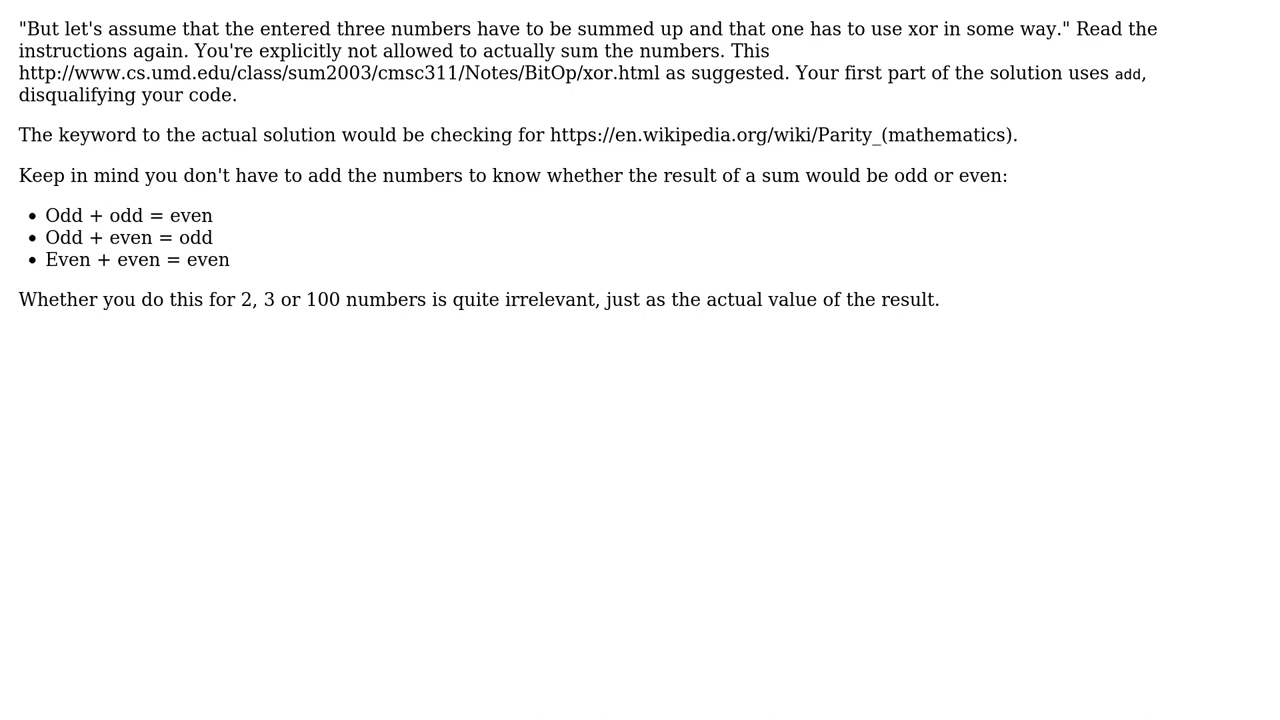 "But let's assume that the entered three numbers have to be summed up and that one has to use xor in some way." Read the
instructions again. You're explicitly not allowed to actually sum the numbers. This
http://www.cs.umd.edu/class/sum2003/cmsc311/Notes/BitOp/xor.html as suggested. Your first part of the solution uses add,
disqualifying your code.
The keyword to the actual solution would be checking for https://en.wikipedia.org/wiki/Parity_(mathematics).
Keep in mind you don't have to add the numbers to know whether the result of a sum would be odd or even:
• Odd + odd = even
• Odd + even = odd
• Even + even = even
Whether you do this for 2, 3 or 100 numbers is quite irrelevant, just as the actual value of the result.